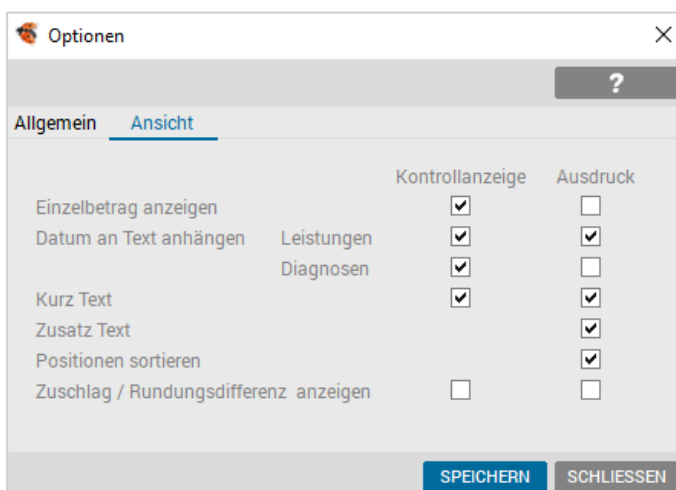 Optionen
?
Allgemein Ansicht
Kontrollanzeige Ausdruck
Einzelbetrag anzeigen
Datum an Text anhängen Leistungen
Diagnosen
Kurz Text
Zusatz Text
Positionen sortieren
Zuschlag / Rundungsdifferenz anzeigen
SPEICHERN SCHLIESSEN